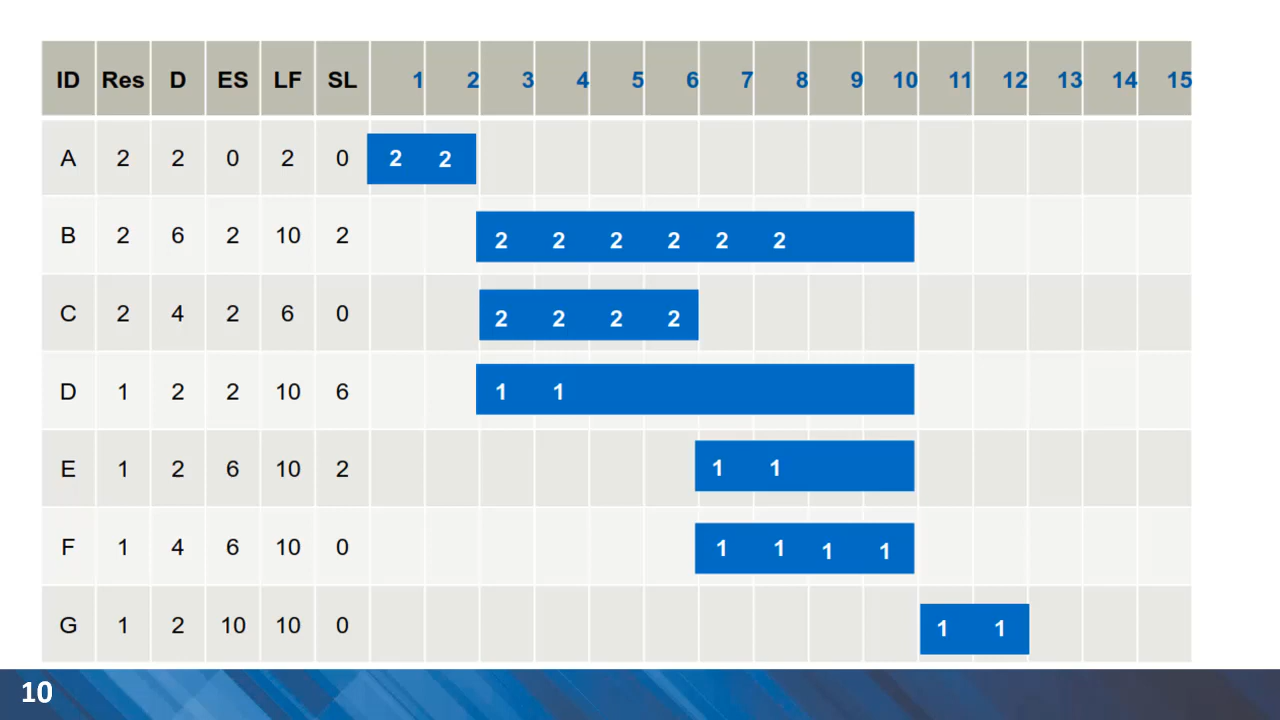 ID Res D ES LF SL 1 2 3 4 5 6 7 8 9 10 11 12 13 14 15
A 2 2 0 2 0 2 2
B 2 6 2 10 2 2 2 2 2 2 2
C 2 4 2 6 0 2 2 2 2
D 1 2 2 10 6 1 1
E 1 2 6 10 2 1 1
F 1 4 6 10 0 1 1 1 1
G 1 2 10 10 0 1 1
10